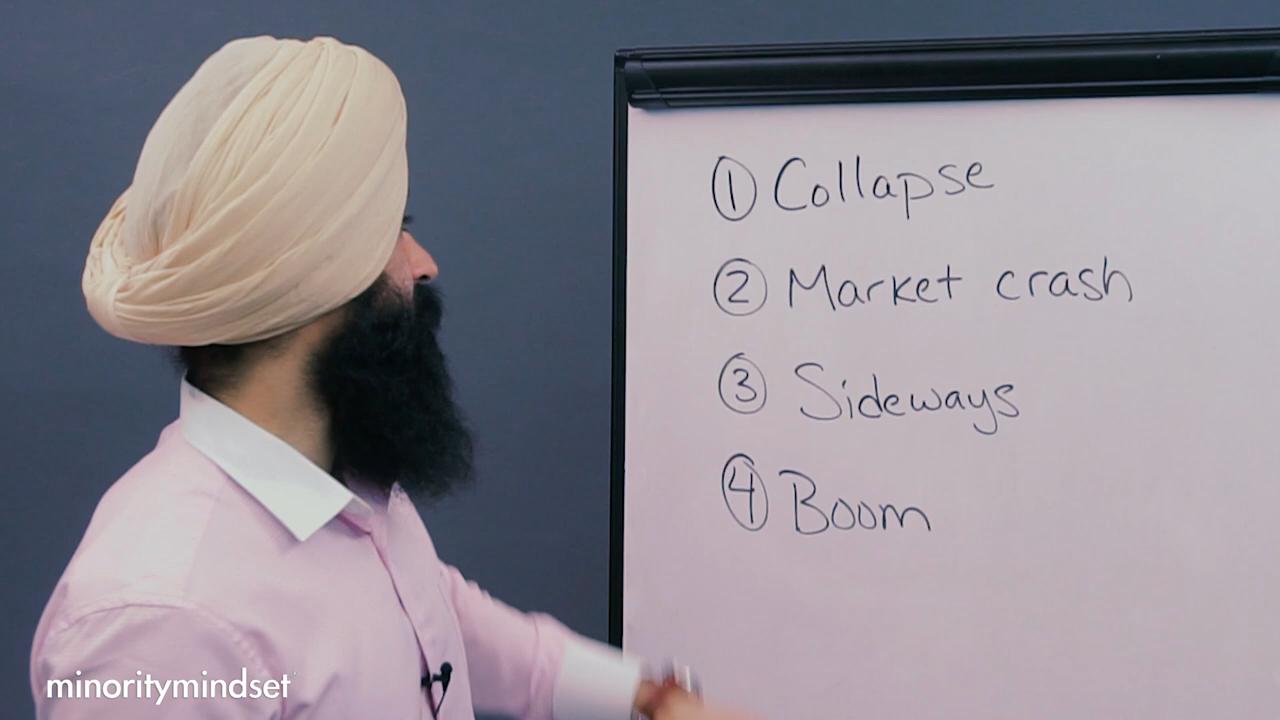 ① Collapse
② Market crash
③ Sideways
④ Boom
minoritymindset